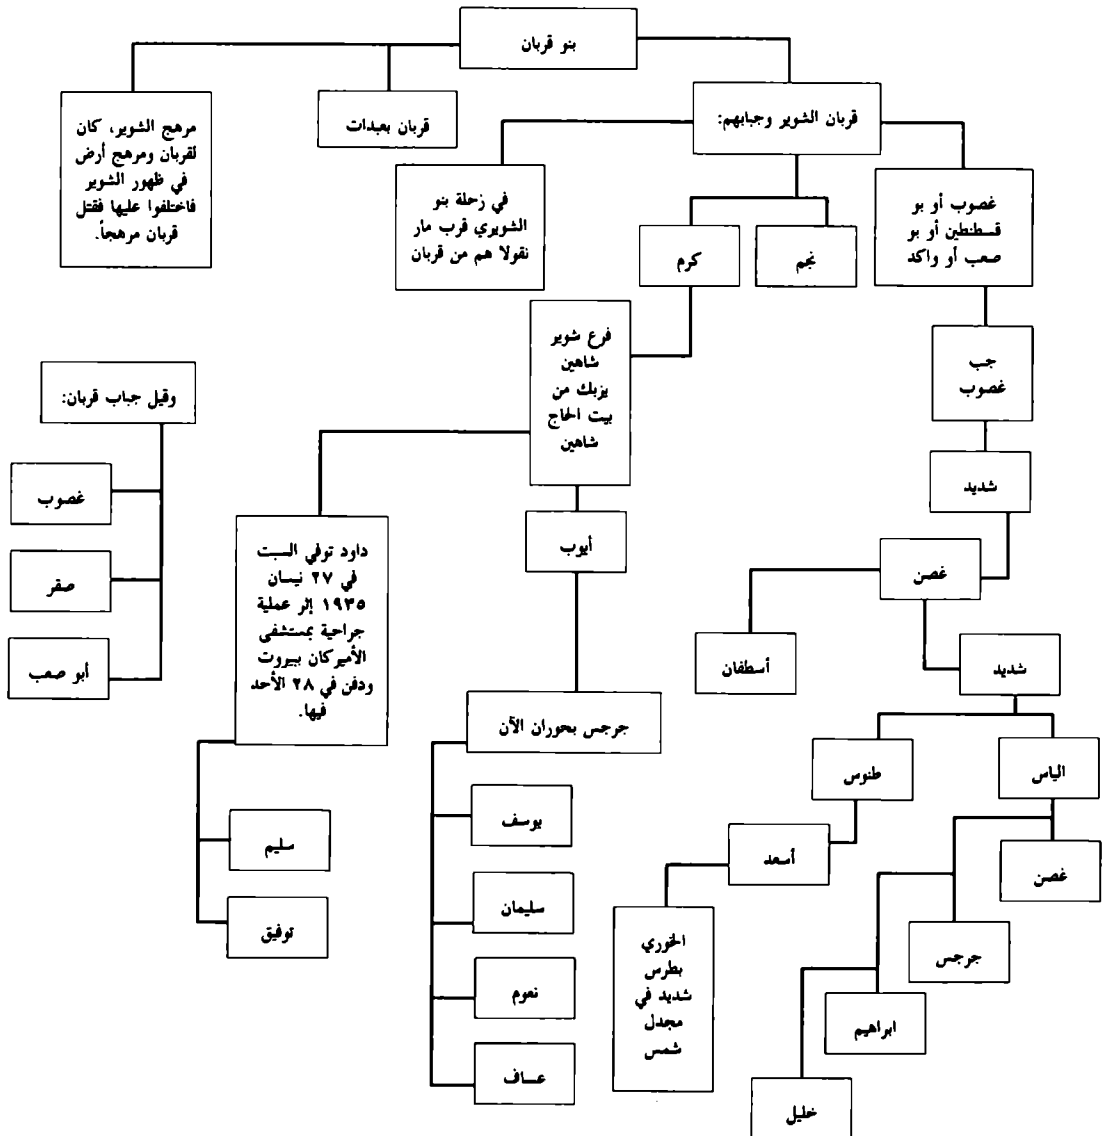 بنو قربان
قربان الشوير وجبابهم:
قربان بعبدات
مرهج الشوير، كان
لقربان ومرهج أرض
في ظهور الشوير
فاختلفوا عليها فقتل
قربان مرهجاً.
غصوب أو بو
قسطنطين أو بو
صعب أو واكد
نجم
كرم
في زحلة بنو
الشويري قرب مار
نقولا هم من قربان
جب
غصوب
شديد
غصن
أسطفان
شديد
الياس
طنوس
غصن
جرجس
ابراهيم
خليل
أسعد
الخوري
بطرس
شديد في
مجدل
شمس
فرع شوير
شاهين
يزبك من
بيت الحاج
شاهين
أيوب
جرجس بحوران الآن
يوسف
سليمان
نعوم
عساف
داود توفي السبت
في ٢٧ نيسان
١٩٣٥ إثر عملية
جراحية بمستشفى
الأميركان ببيروت
ودفن في ٢٨ الأحد
فيها.
سليم
توفيق
وقيل جباب قربان:
غصوب
صقر
أبو صعب